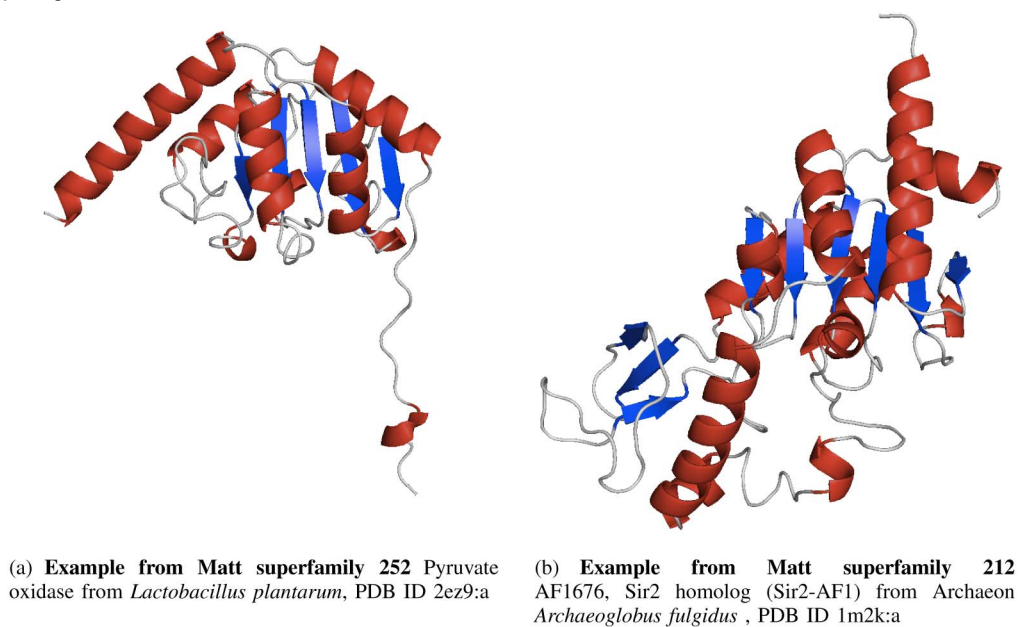 (a) Example from Matt superfamily 252 Pyruvate
oxidase from Lactobacillus plantarum, PDB ID 2ez9:a
(b) Example from Matt superfamily 212
AF1676, Sir2 homolog (Sir2-AF1) from Archaeon
Archaeoglobus fulgidus , PDB ID 1m2k:a